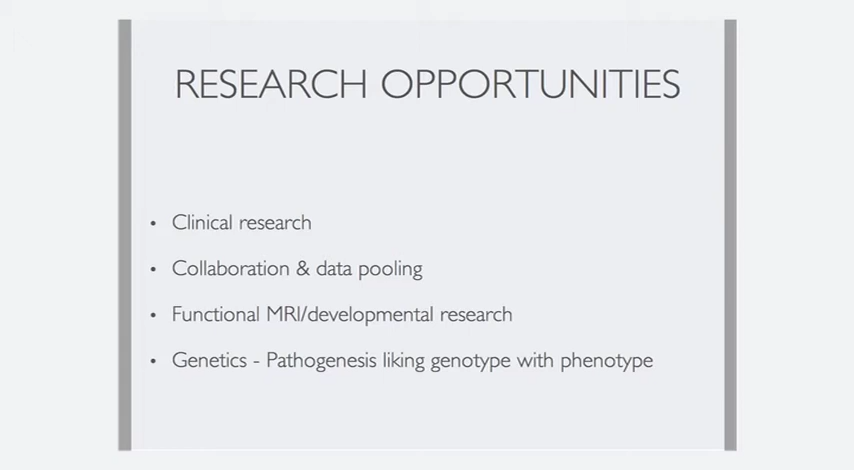 RESEARCH OPPORTUNITIES
• Clinical research
• Collaboration & data pooling
• Functional MRI/developmental research
• Genetics - Pathogenesis liking genotype with phenotype